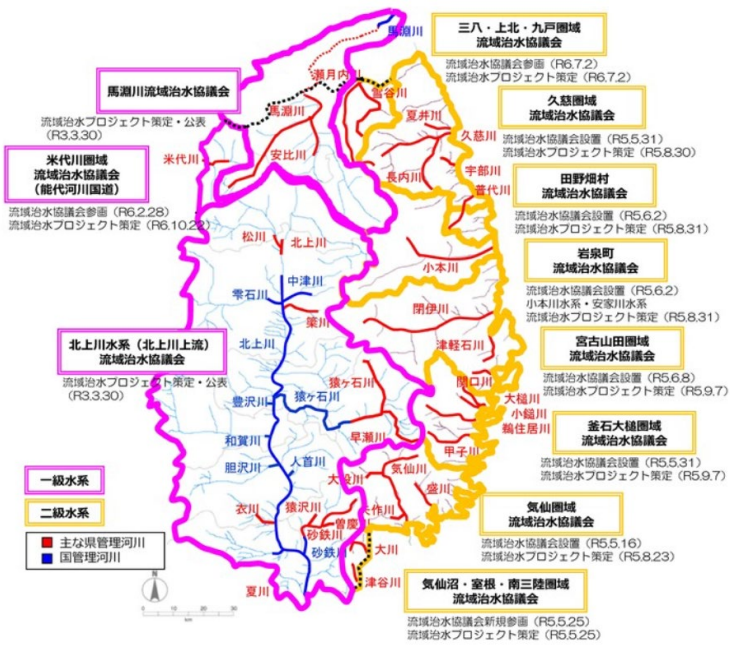 三八・上北・九戸圏域
流域治水協議会
流域治水協議会参画（R6.7.2）
流域治水プロジェクト策定（R6.7.2）
馬淵川
瀬月内川
馬淵川流域治水協議会
流域治水プロジェクト策定・公表
（R3.3.30）
馬淵川
雪谷川
夏井川
久慈圏域
流域治水協議会
流域治水協議会設置（R5.5.31）
流域治水プロジェクト策定（R5.8.30）
久慈川
米代川圏域
流域治水協議会
（能代河川国道）
流域治水協議会参画（R6.2.28）
流域治水プロジェクト策定（R6.10.22）
米代川
安比川
長内川
宇部川
普代川
田野畑村
流域治水協議会
流域治水協議会設置（R5.6.2）
流域治水プロジェクト策定（R5.8.31）
松川
北上川
小本川
岩泉町
流域治水協議会
流域治水協議会設置（R5.6.2）
小本川水系・安家川水系
流域治水プロジェクト策定（R5.8.31）
中津川
雫石川
簗川
閉伊川
北上川
津軽石川
北上川水系（北上川上流）
流域治水協議会
流域治水プロジェクト策定・公表
（R3.3.30）
宮古山田圏域
流域治水協議会
流域治水協議会設置（R5.6.8）
流域治水プロジェクト策定（R5.9.7）
猿ヶ石川
猿ヶ石川
関口川
豊沢川
大槌川
小鎚川
鵜住居川
釜石大槌圏域
流域治水協議会
流域治水協議会設置（R5.5.31）
流域治水プロジェクト策定（R5.9.7）
和賀川
早瀬川
甲子川
胆沢川
人首川
気仙川
大股川
盛川
一級水系
二級水系
主な県管理河川
国管理河川
衣川
猿沢川
矢作川
曽慶川
砂鉄川
砂鉄川
大川
気仙圏域
流域治水協議会
流域治水協議会設置（R5.5.16）
流域治水プロジェクト策定（R5.8.23）
夏川
津谷川
気仙沼・室根・南三陸圏域
流域治水協議会
流域治水協議会新規参画（R5.5.25）
流域治水プロジェクト策定（R5.5.25）
N
0 10 20 30
km